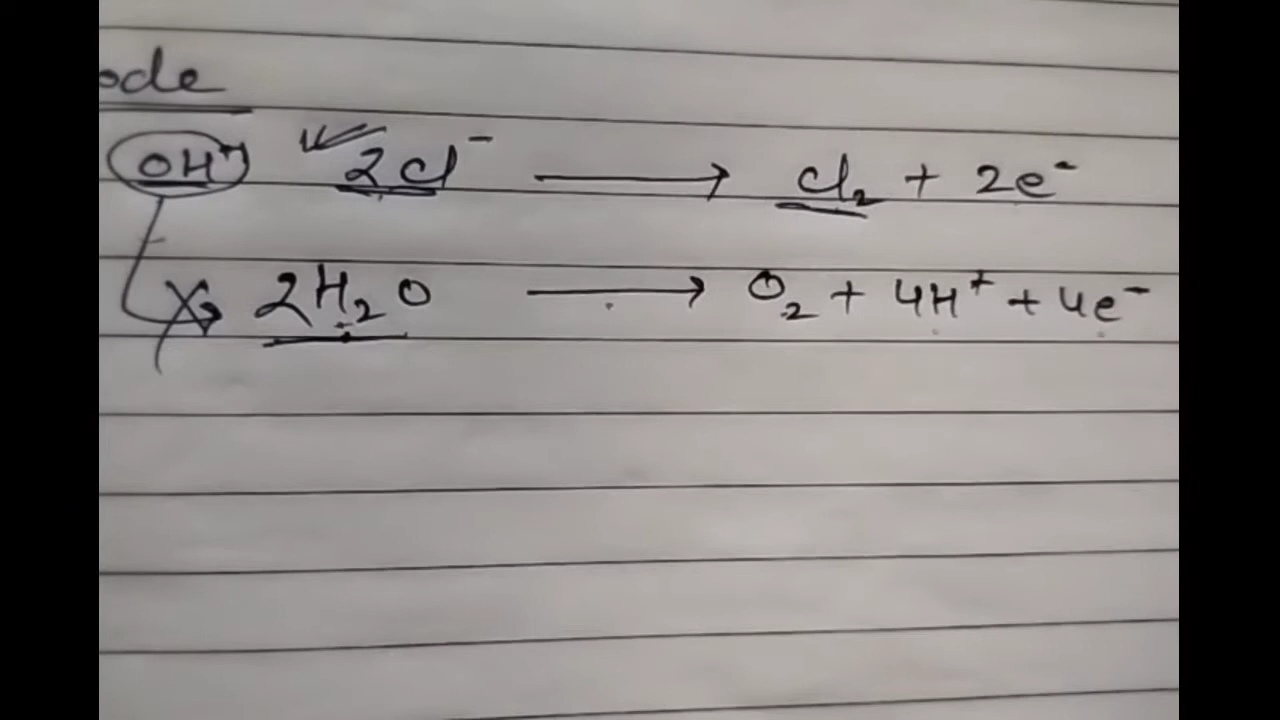 ode
OH⁻ 2Cl⁻ ⟶ Cl₂ + 2e⁻
2H₂O ⟶ O₂ + 4H⁺ + 4e⁻